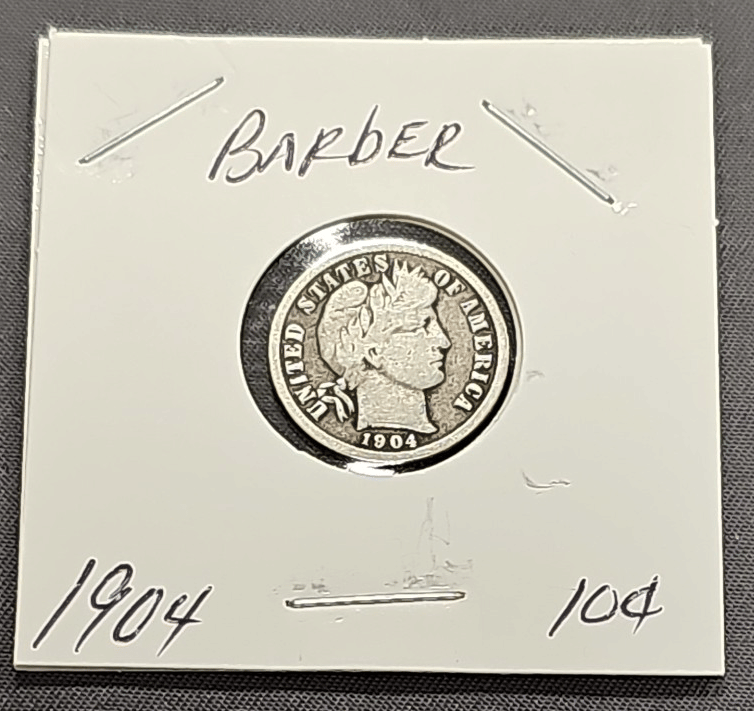 BARBER
UNITED STATES OF AMERICA
1904
1904
10¢